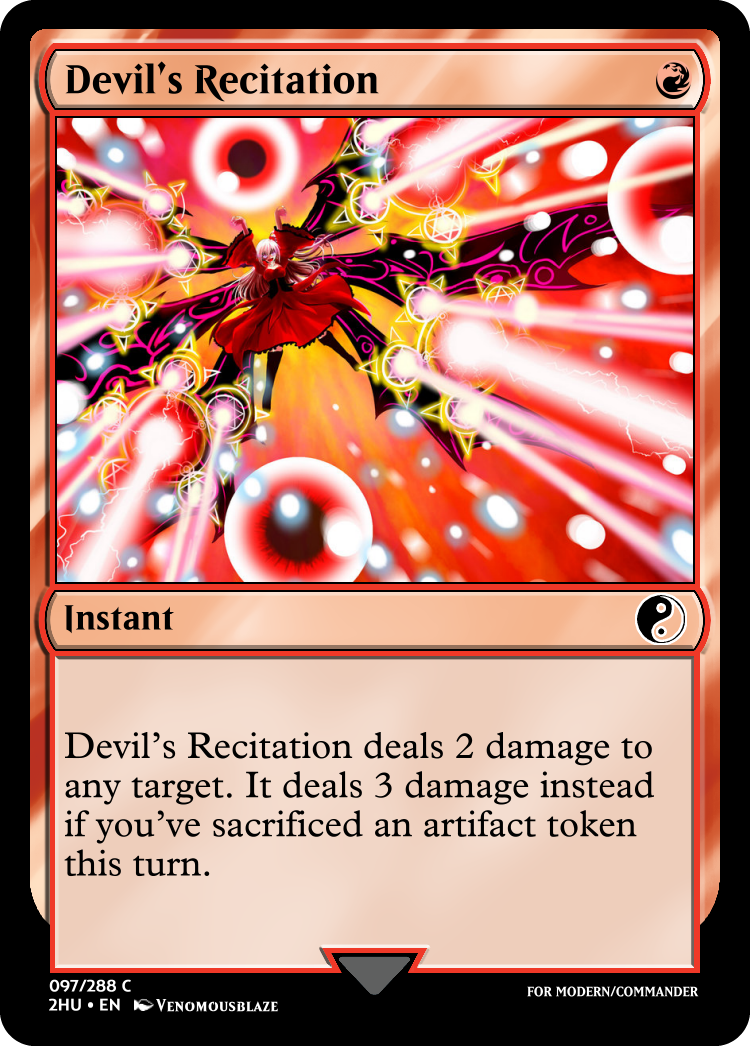 Devil's Recitation
Instant
Devil's Recitation deals 2 damage to
any target. It deals 3 damage instead
if you've sacrificed an artifact token
this turn.
097/288 C
2HU • EN VENOMOUSBLAZE
FOR MODERN/COMMANDER